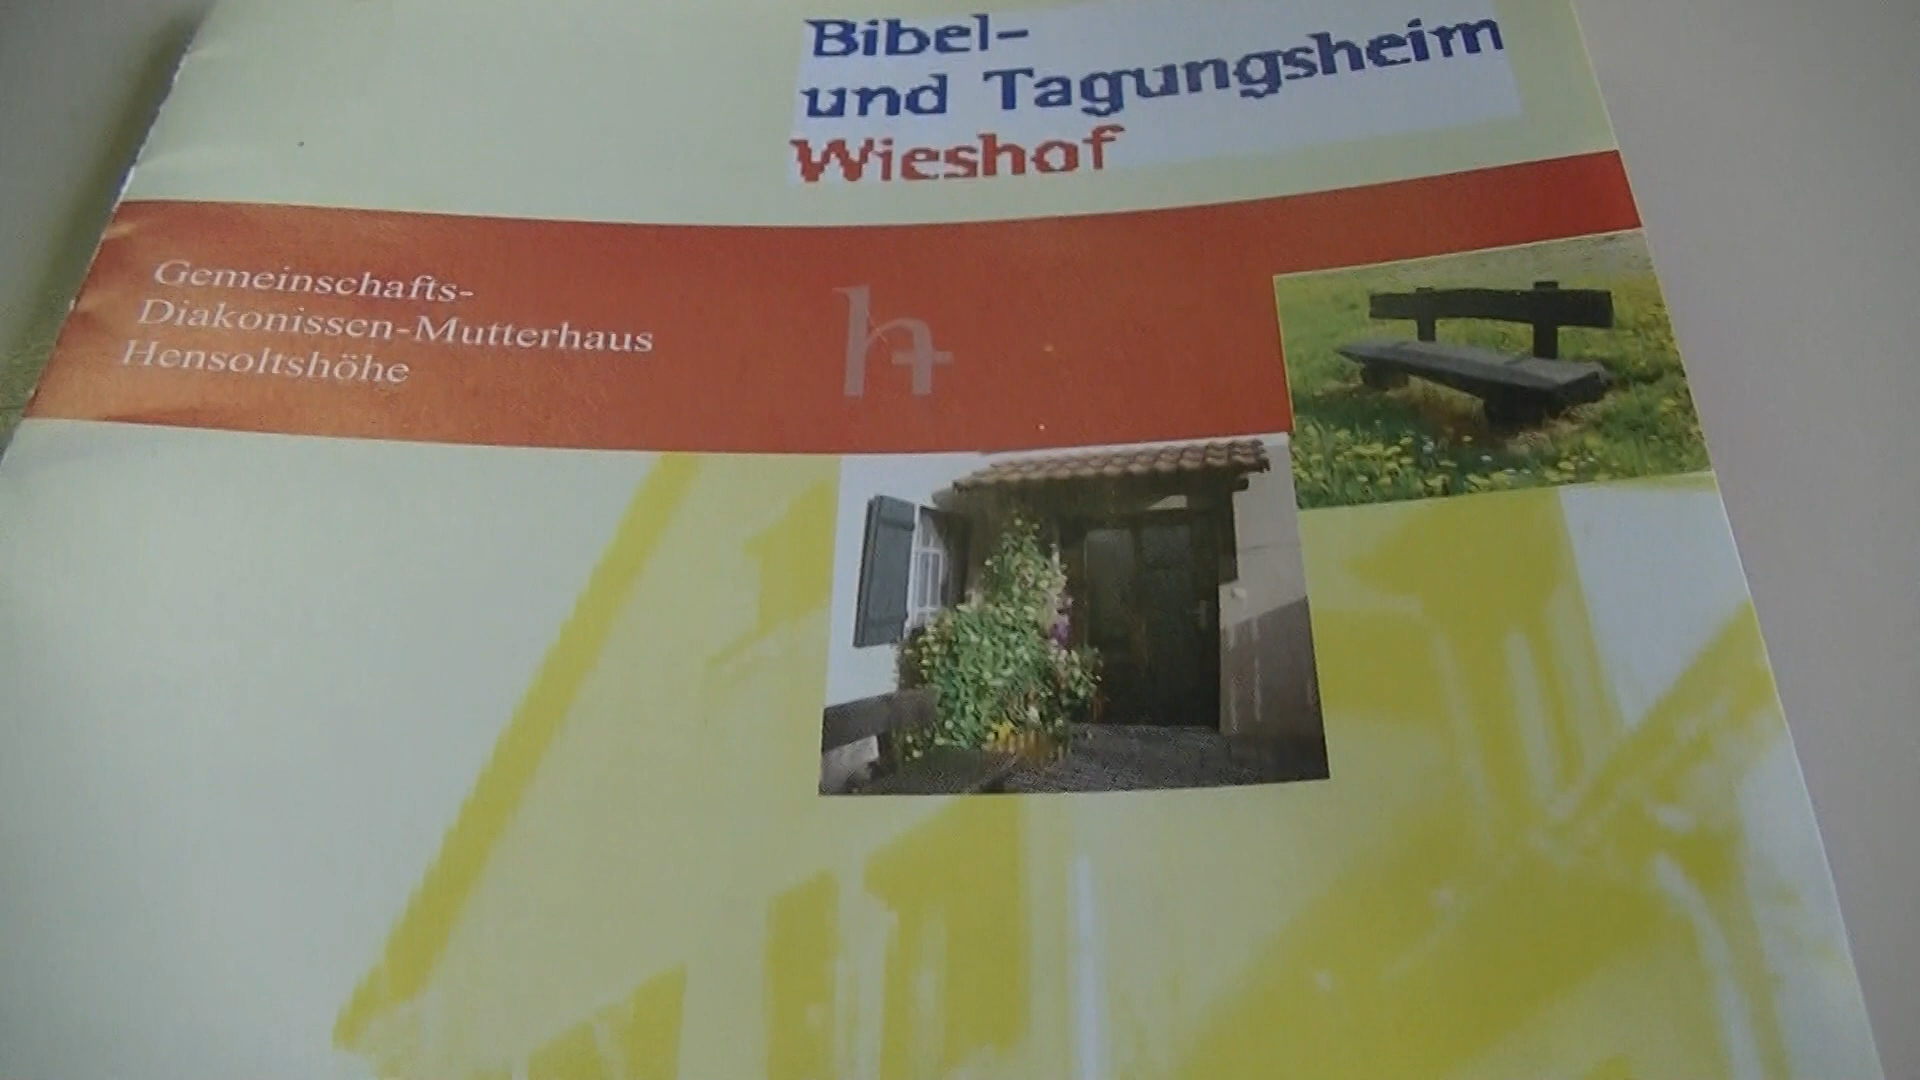 Bibel-
und Tagungsheim
Wieshof
Gemeinschafts-
Diakonissen-Mutterhaus
Hensoltshöhe
h